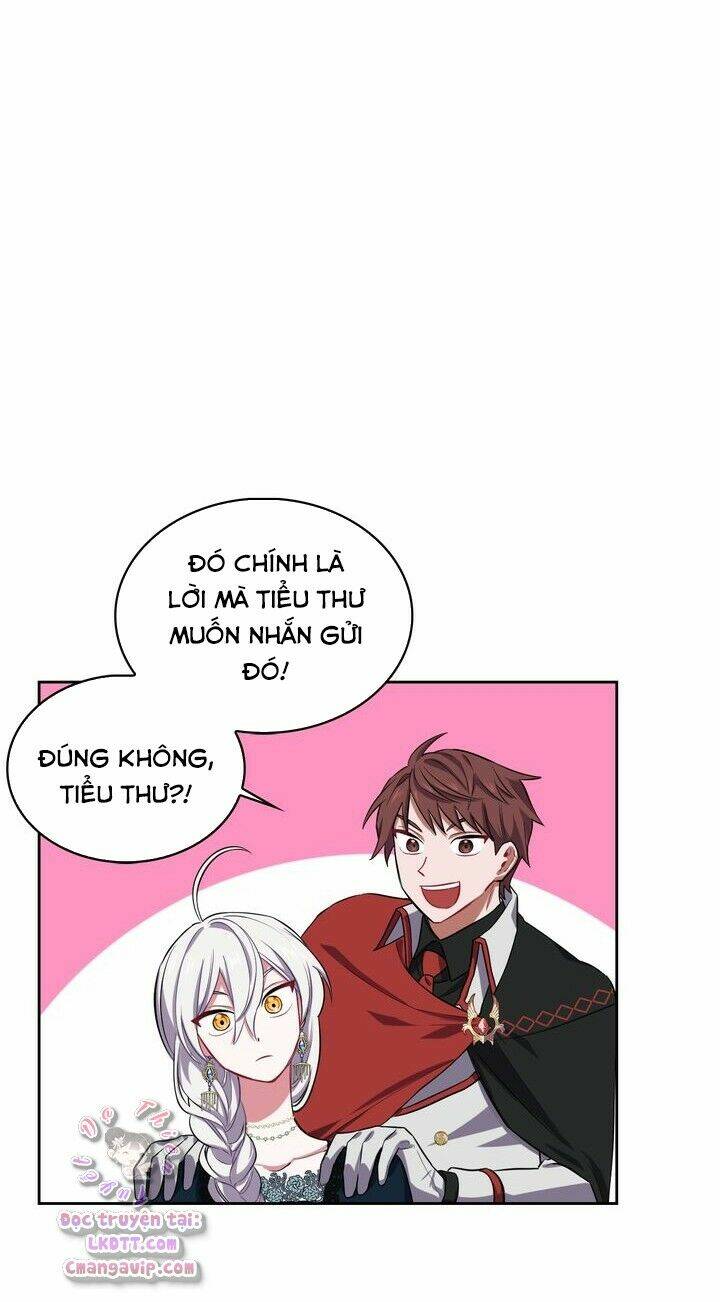 ĐÓ CHÍNH LÀ
LỜI MÀ TIỂU THƯ
MUỐN NHẮN GỬI
ĐÓ!
ĐÚNG KHÔNG,
TIỂU THƯ?!
Đọc truyện tại:
LKDTT.com
Cmangavip.com